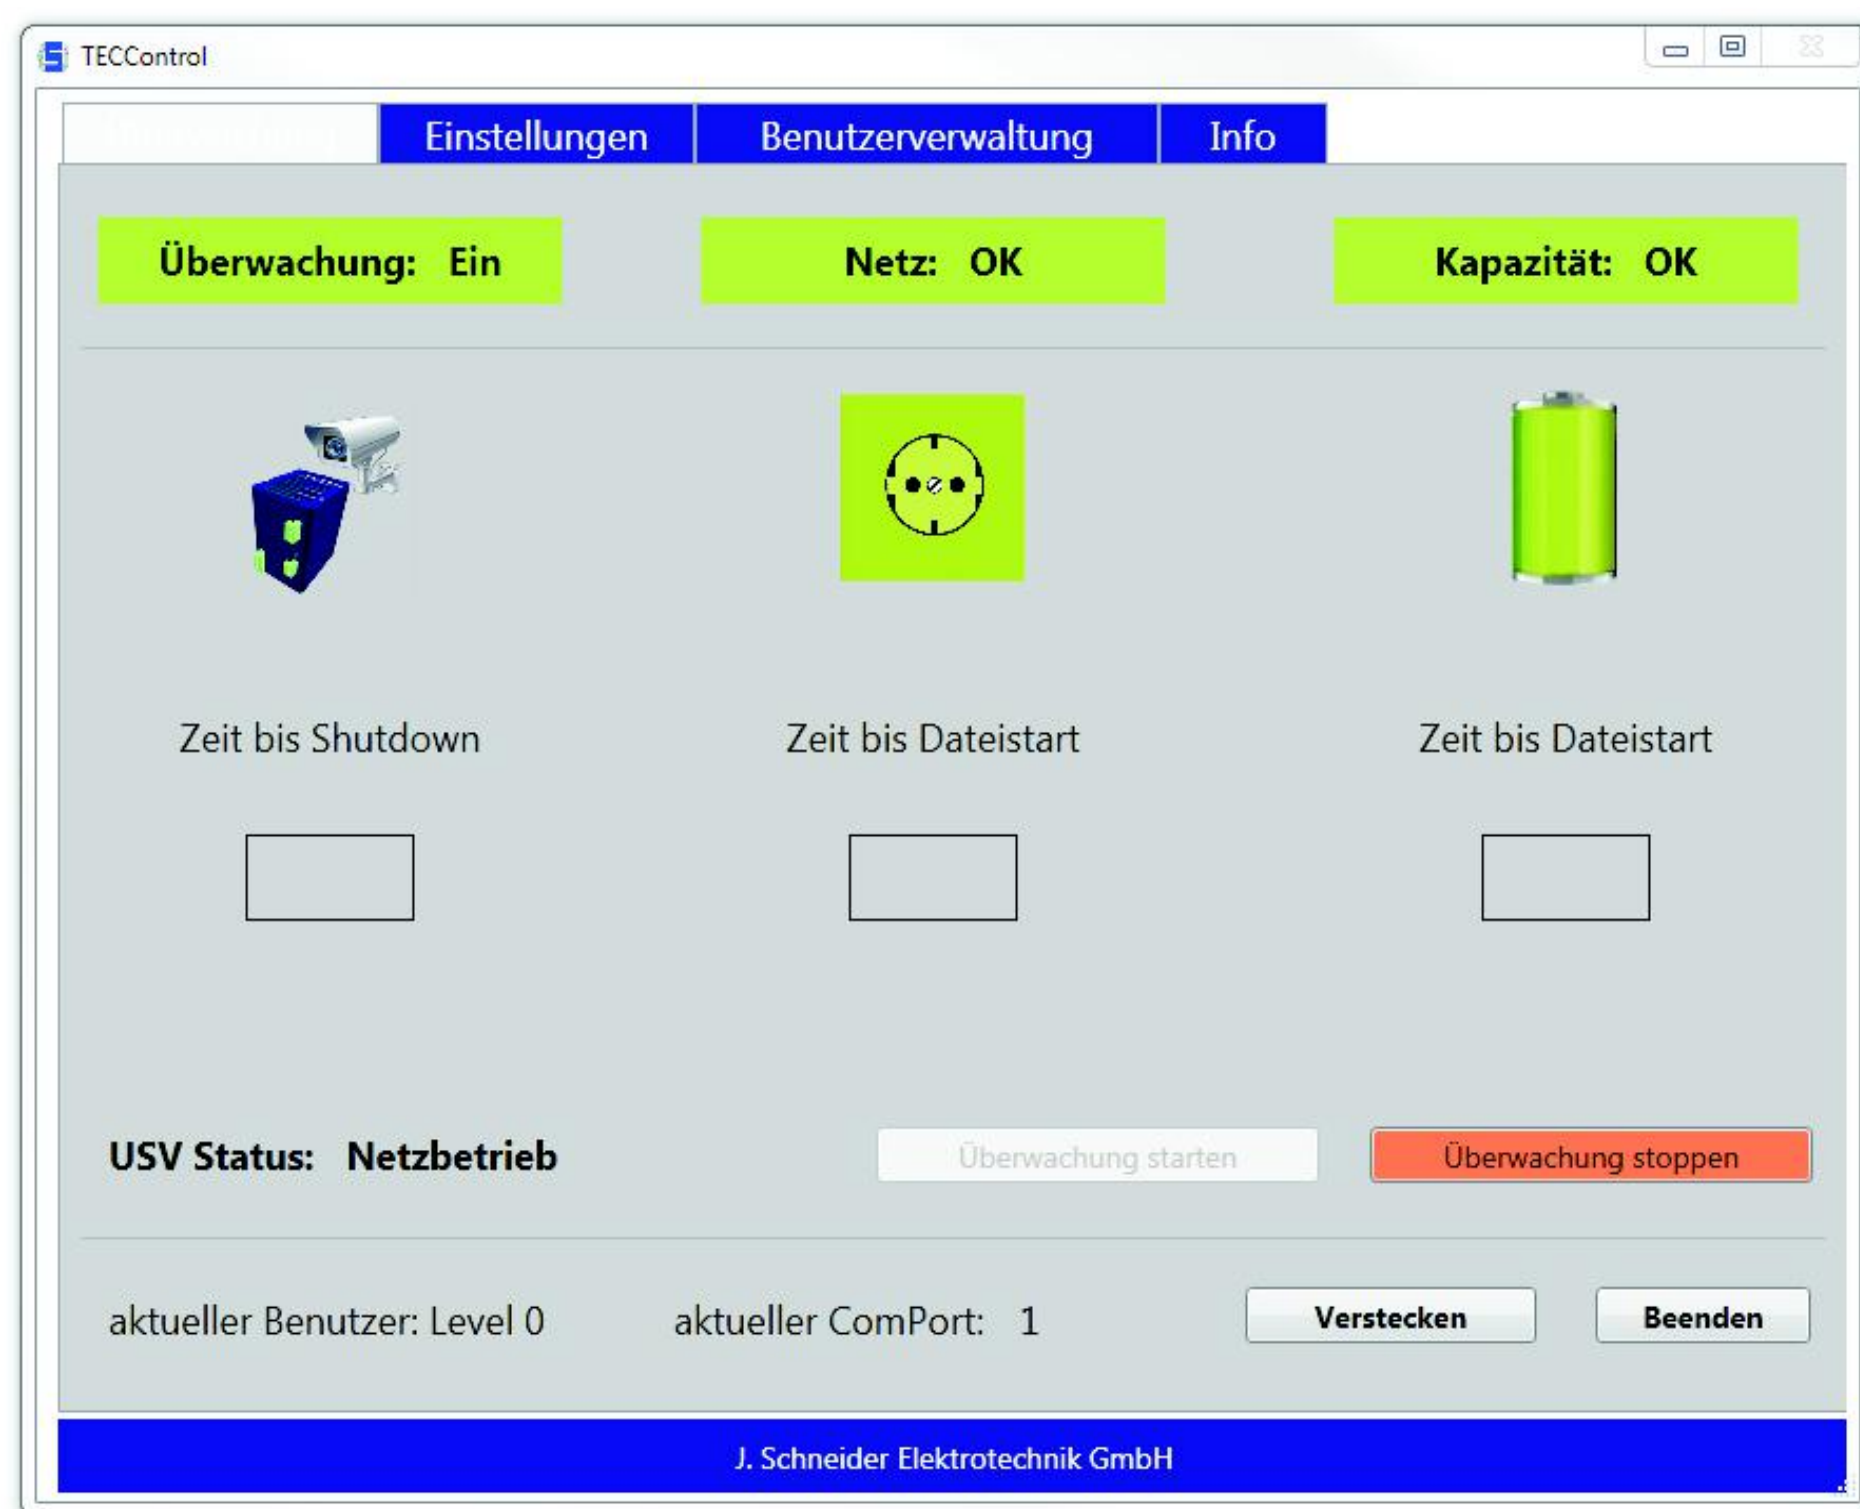 TECControl
Einstellungen Benutzerverwaltung Info
Überwachung: Ein Netz: OK Kapazität: OK
Zeit bis Shutdown Zeit bis Dateistart Zeit bis Dateistart
USV Status: Netzbetrieb Überwachung starten Überwachung stoppen
aktueller Benutzer: Level 0 aktueller ComPort: 1 Verstecken Beenden
J. Schneider Elektrotechnik GmbH